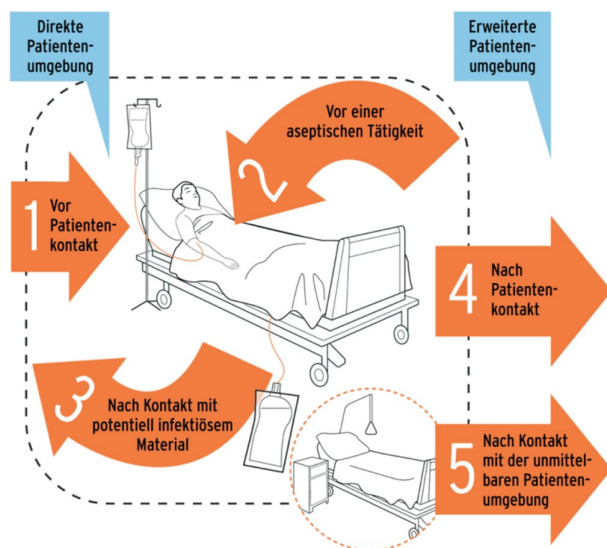 Direkte
Patienten-
umgebung
Erweiterte
Patienten-
umgebung
Vor einer
aseptischen Tätigkeit
2
1
Vor
Patienten-
kontakt
4
Nach
Patienten-
kontakt
3
Nach Kontakt mit
potentiell infektiösem
Material
5
Nach Kontakt
mit der unmittel-
baren Patienten-
umgebung